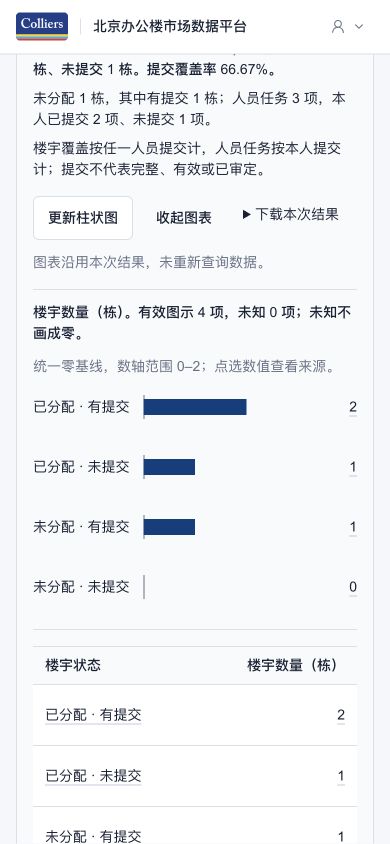 Colliers
北京办公楼市场数据平台
栋、未提交 1 栋。提交覆盖率 66.67%。
未分配 1 栋，其中有提交 1 栋；人员任务 3 项，本
人已提交 2 项、未提交 1 项。
楼宇覆盖按任一人员提交计，人员任务按本人提交
计；提交不代表完整、有效或已审定。
更新柱状图 收起图表 ▶ 下载本次结果
图表沿用本次结果，未重新查询数据。
楼宇数量（栋）。有效图示 4 项，未知 0 项；未知不
画成零。
统一零基线，数轴范围 0–2；点选数值查看来源。
已分配 · 有提交 2
已分配 · 未提交 1
未分配 · 有提交 1
未分配 · 未提交 0
楼宇状态 楼宇数量（栋）
已分配 · 有提交 2
已分配 · 未提交 1
未分配 · 有提交 1